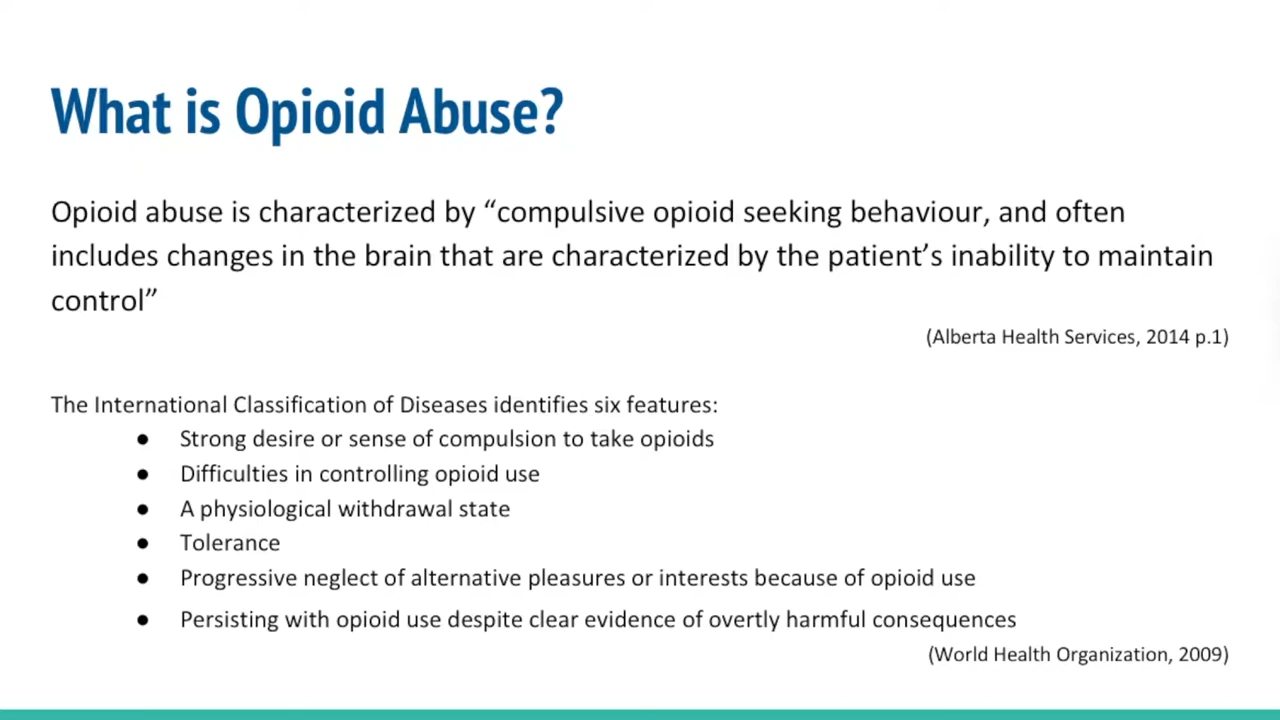 What is Opioid Abuse?
Opioid abuse is characterized by “compulsive opioid seeking behaviour, and often
includes changes in the brain that are characterized by the patient’s inability to maintain
control”
(Alberta Health Services, 2014 p.1)
The International Classification of Diseases identifies six features:
● Strong desire or sense of compulsion to take opioids
● Difficulties in controlling opioid use
● A physiological withdrawal state
● Tolerance
● Progressive neglect of alternative pleasures or interests because of opioid use
● Persisting with opioid use despite clear evidence of overtly harmful consequences
(World Health Organization, 2009)